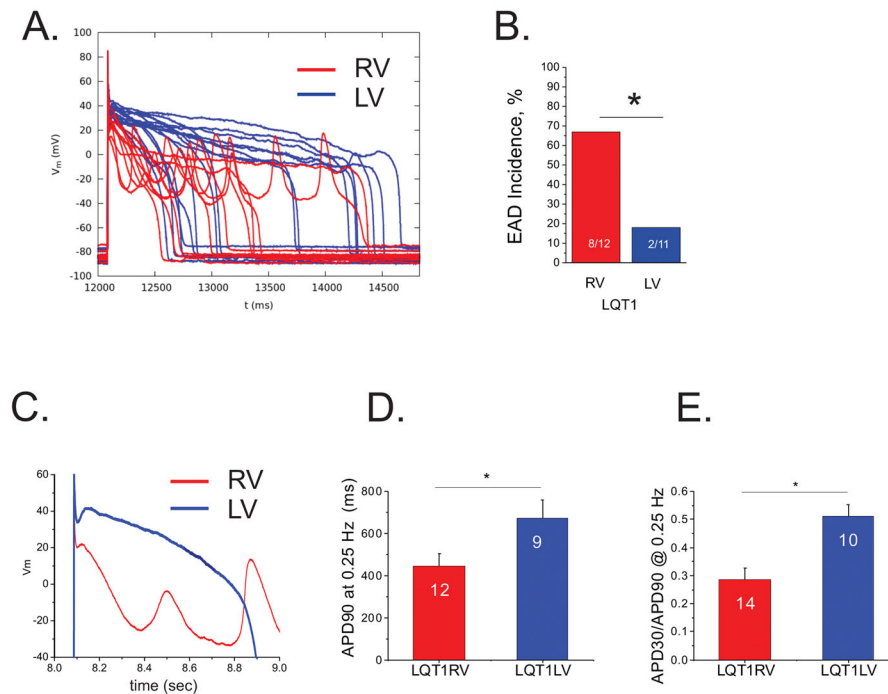 A.
100
80
60
40
20
0
-20
-40
-60
-80
-100
Vm (mV)
12000
12500
13000
13500
14000
14500
t (ms)
RV
LV
B.
100
90
80
70
60
50
40
30
20
10
0
EAD Incidence, %
*
8/12
2/11
RV
LV
LQT1
C.
60
40
20
0
-20
-40
Vm
8.0
8.2
8.4
8.6
8.8
9.0
time (sec)
RV
LV
D.
800
600
400
200
0
APD90 at 0.25 Hz (ms)
*
12
9
LQT1RV
LQT1LV
E.
0.6
0.5
0.4
0.3
0.2
0.1
0.0
APD30/APD90 @ 0.25 Hz
*
14
10
LQT1RV
LQT1LV